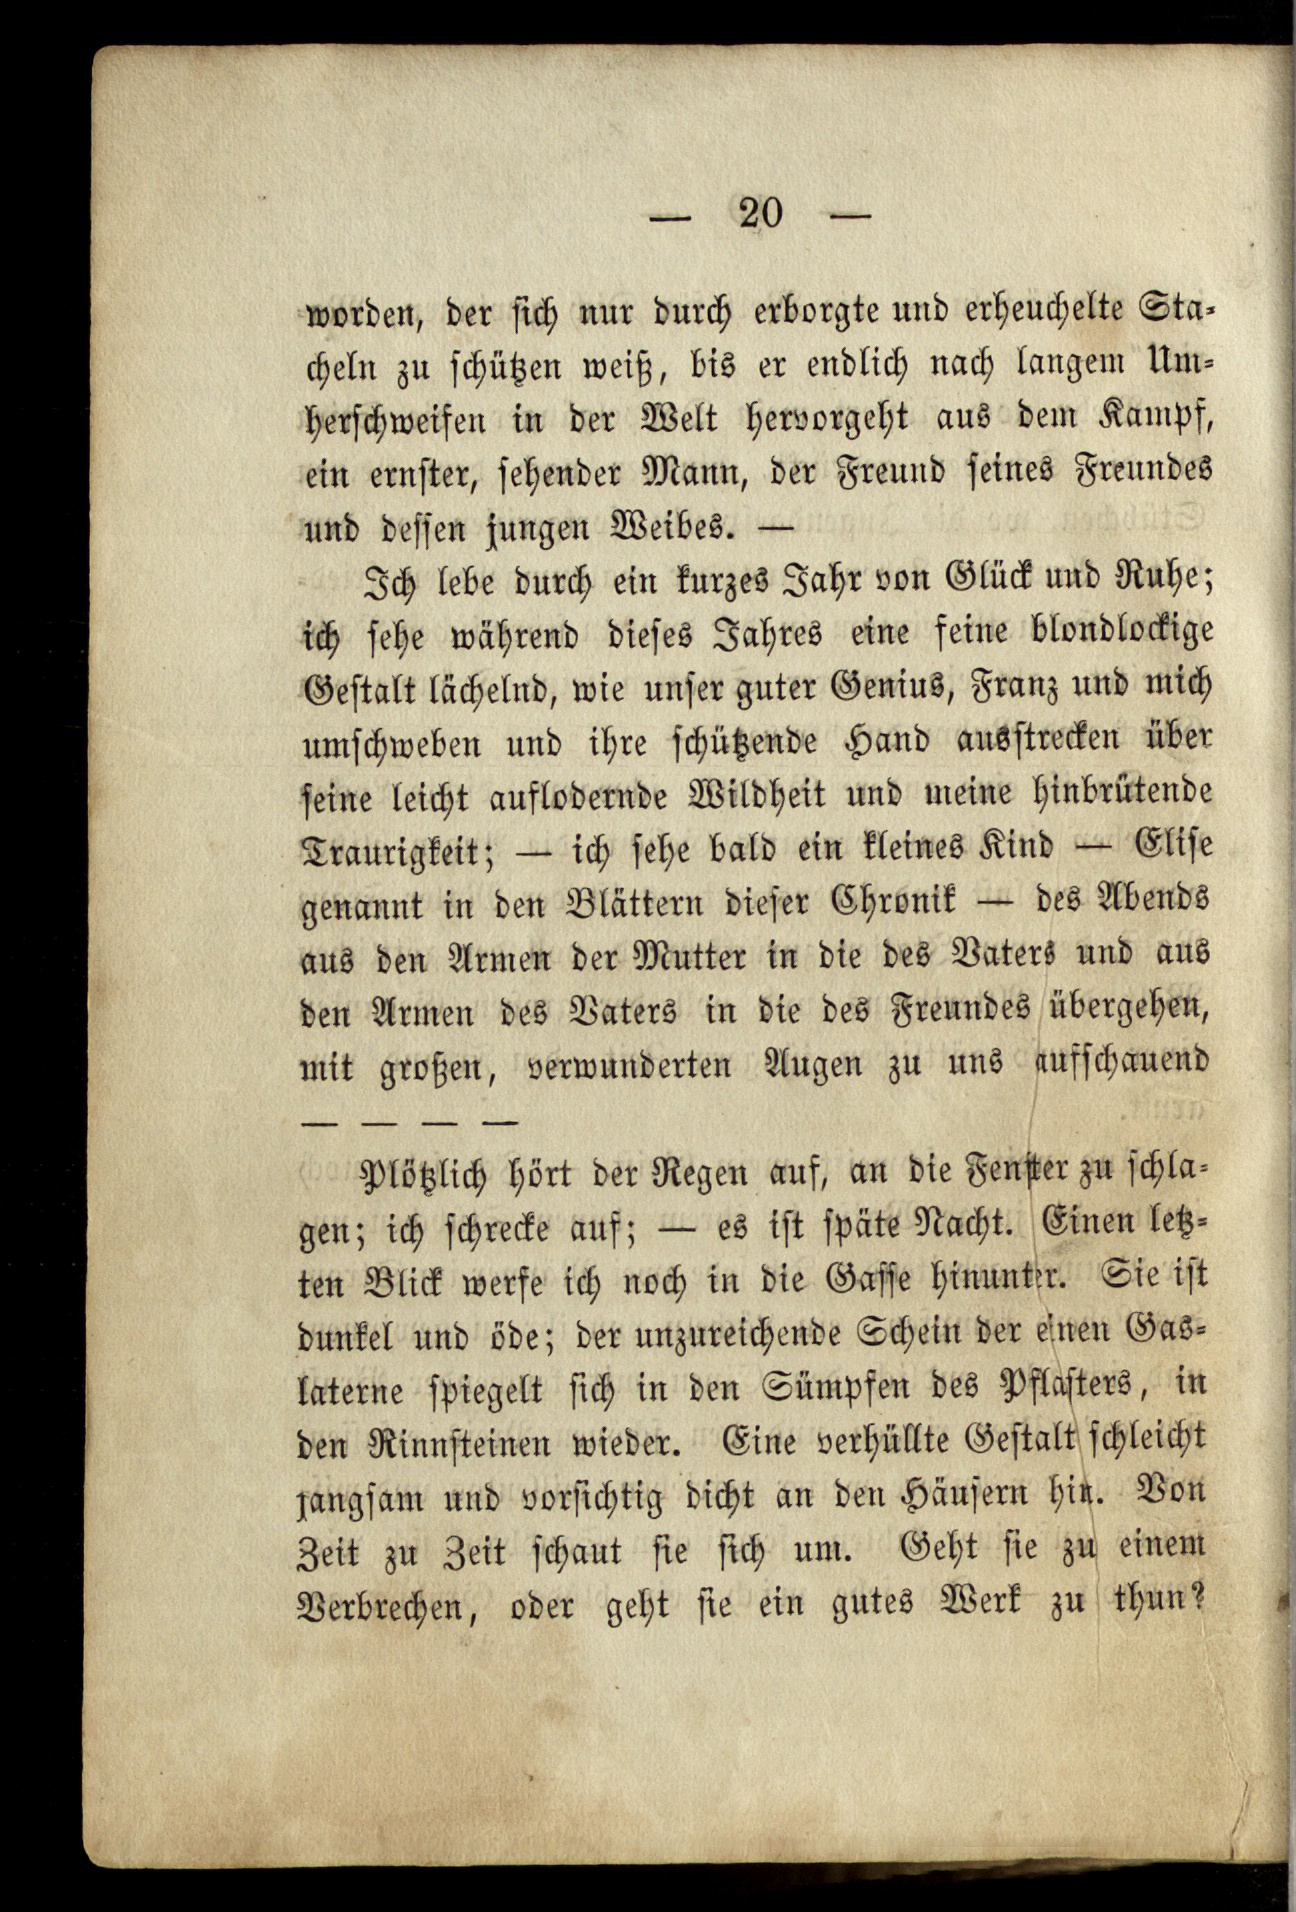 — 20 —
worden, der sich nur durch erborgte und erheuchelte Sta-
cheln zu schützen weiß, bis er endlich nach langem Um-
herschweifen in der Welt hervorgeht aus dem Kampf,
ein ernster, sehender Mann, der Freund seines Freundes
und dessen jungen Weibes. —
Ich lebe durch ein kurzes Jahr von Glück und Ruhe;
ich sehe während dieses Jahres eine feine blondlockige
Gestalt lächelnd, wie unser guter Genius, Franz und mich
umschweben und ihre schützende Hand ausstrecken über
seine leicht auflodernde Wildheit und meine hinbrütende
Traurigkeit; — ich sehe bald ein kleines Kind — Elise
genannt in den Blättern dieser Chronik — des Abends
aus den Armen der Mutter in die des Vaters und aus
den Armen des Vaters in die des Freundes übergehen,
mit großen, verwunderten Augen zu uns aufschauend
— — — —
Plötzlich hört der Regen auf, an die Fenster zu schla-
gen; ich schrecke auf; — es ist späte Nacht. Einen letz-
ten Blick werfe ich noch in die Gasse hinunter. Sie ist
dunkel und öde; der unzureichende Schein der einen Gas-
laterne spiegelt sich in den Sümpfen des Pflasters, in
den Rinnsteinen wieder. Eine verhüllte Gestalt schleicht
langsam und vorsichtig dicht an den Häusern hin. Von
Zeit zu Zeit schaut sie sich um. Geht sie zu einem
Verbrechen, oder geht sie ein gutes Werk zu thun?